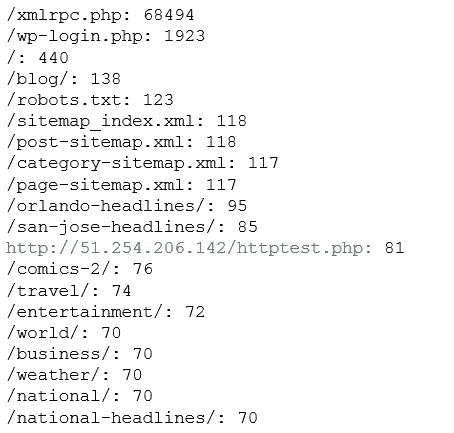 /xmlrpc.php: 68494
/wp-login.php: 1923
/: 440
/blog/: 138
/robots.txt: 123
/sitemap_index.xml: 118
/post-sitemap.xml: 118
/category-sitemap.xml: 117
/page-sitemap.xml: 117
/orlando-headlines/: 95
/san-jose-headlines/: 85
http://51.254.206.142/httptest.php: 81
/comics-2/: 76
/travel/: 74
/entertainment/: 72
/world/: 70
/business/: 70
/weather/: 70
/national/: 70
/national-headlines/: 70